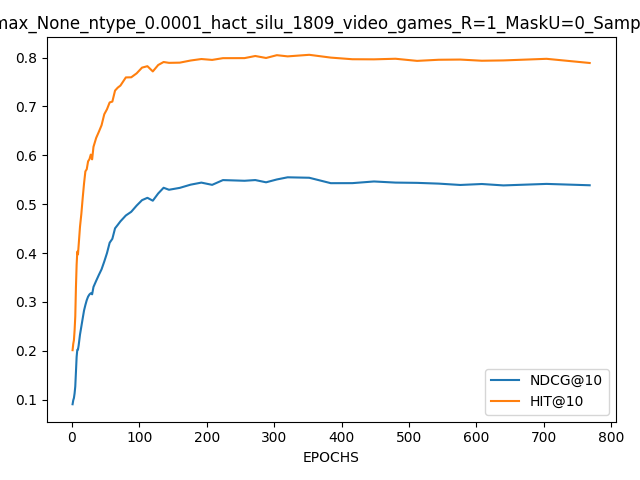 max_None_ntype_0.0001_hact_silu_1809_video_games_R=1_MaskU=0_Samp
0.8
0.7
0.6
0.5
0.4
0.3
0.2
0.1
NDCG@10
HIT@10
0 100 200 300 400 500 600 700 800
EPOCHS